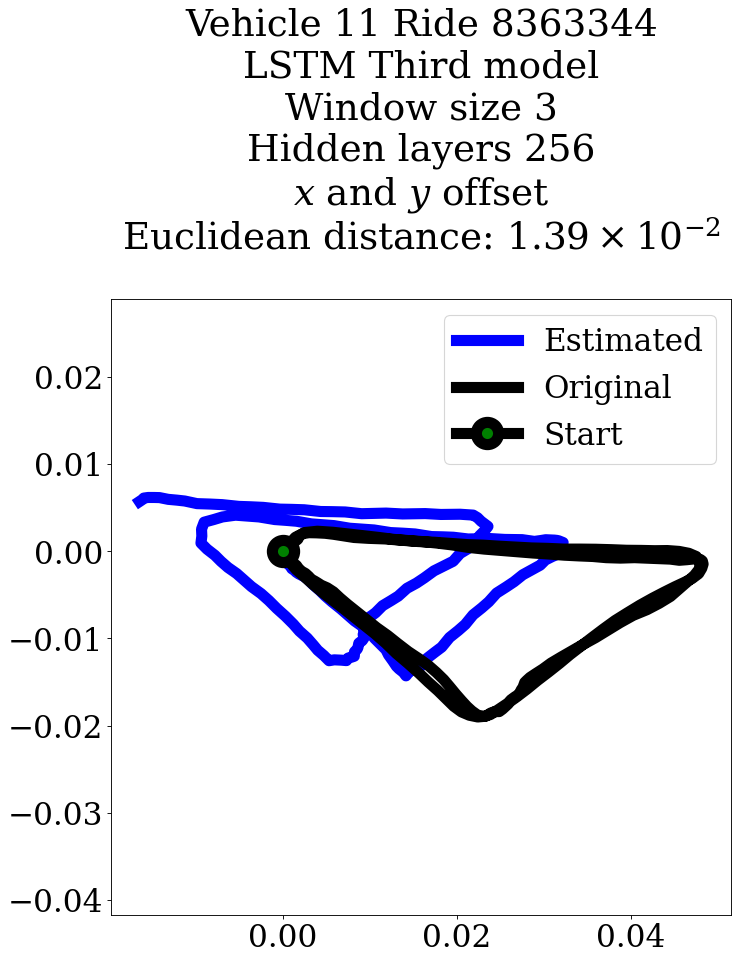 Vehicle 11 Ride 8363344
LSTM Third model
Window size 3
Hidden layers 256
x and y offset
Euclidean distance: 1.39 × 10⁻²
Estimated
Original
Start
0.02
0.01
0.00
−0.01
−0.02
−0.03
−0.04
0.00 0.02 0.04